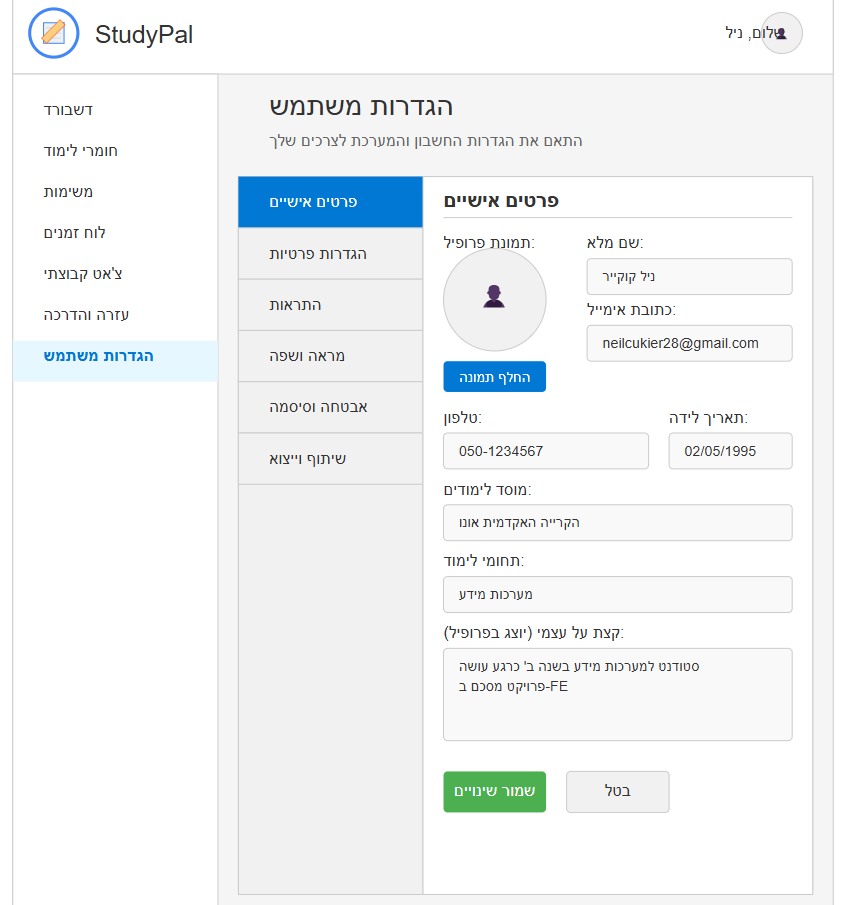 StudyPal
שלום, ניל
דשבורד
חומרי לימוד
משימות
לוח זמנים
צ'אט קבוצתי
עזרה והדרכה
הגדרות משתמש
הגדרות משתמש
התאם את הגדרות החשבון והמערכת לצרכים שלך
פרטים אישיים
הגדרות פרטיות
התראות
מראה ושפה
אבטחה וסיסמה
שיתוף וייצוא
פרטים אישיים
תמונת פרופיל:
החלף תמונה
שם מלא:
ניל קוקייר
כתובת אימייל:
neilcukier28@gmail.com
טלפון:
050-1234567
תאריך לידה:
02/05/1995
מוסד לימודים:
הקרייה האקדמית אונו
תחומי לימוד:
מערכות מידע
קצת על עצמי (יוצג בפרופיל):
סטודנט למערכות מידע בשנה ב' כרגע עושה
פרויקט מסכם ב-FE
שמור שינויים
בטל